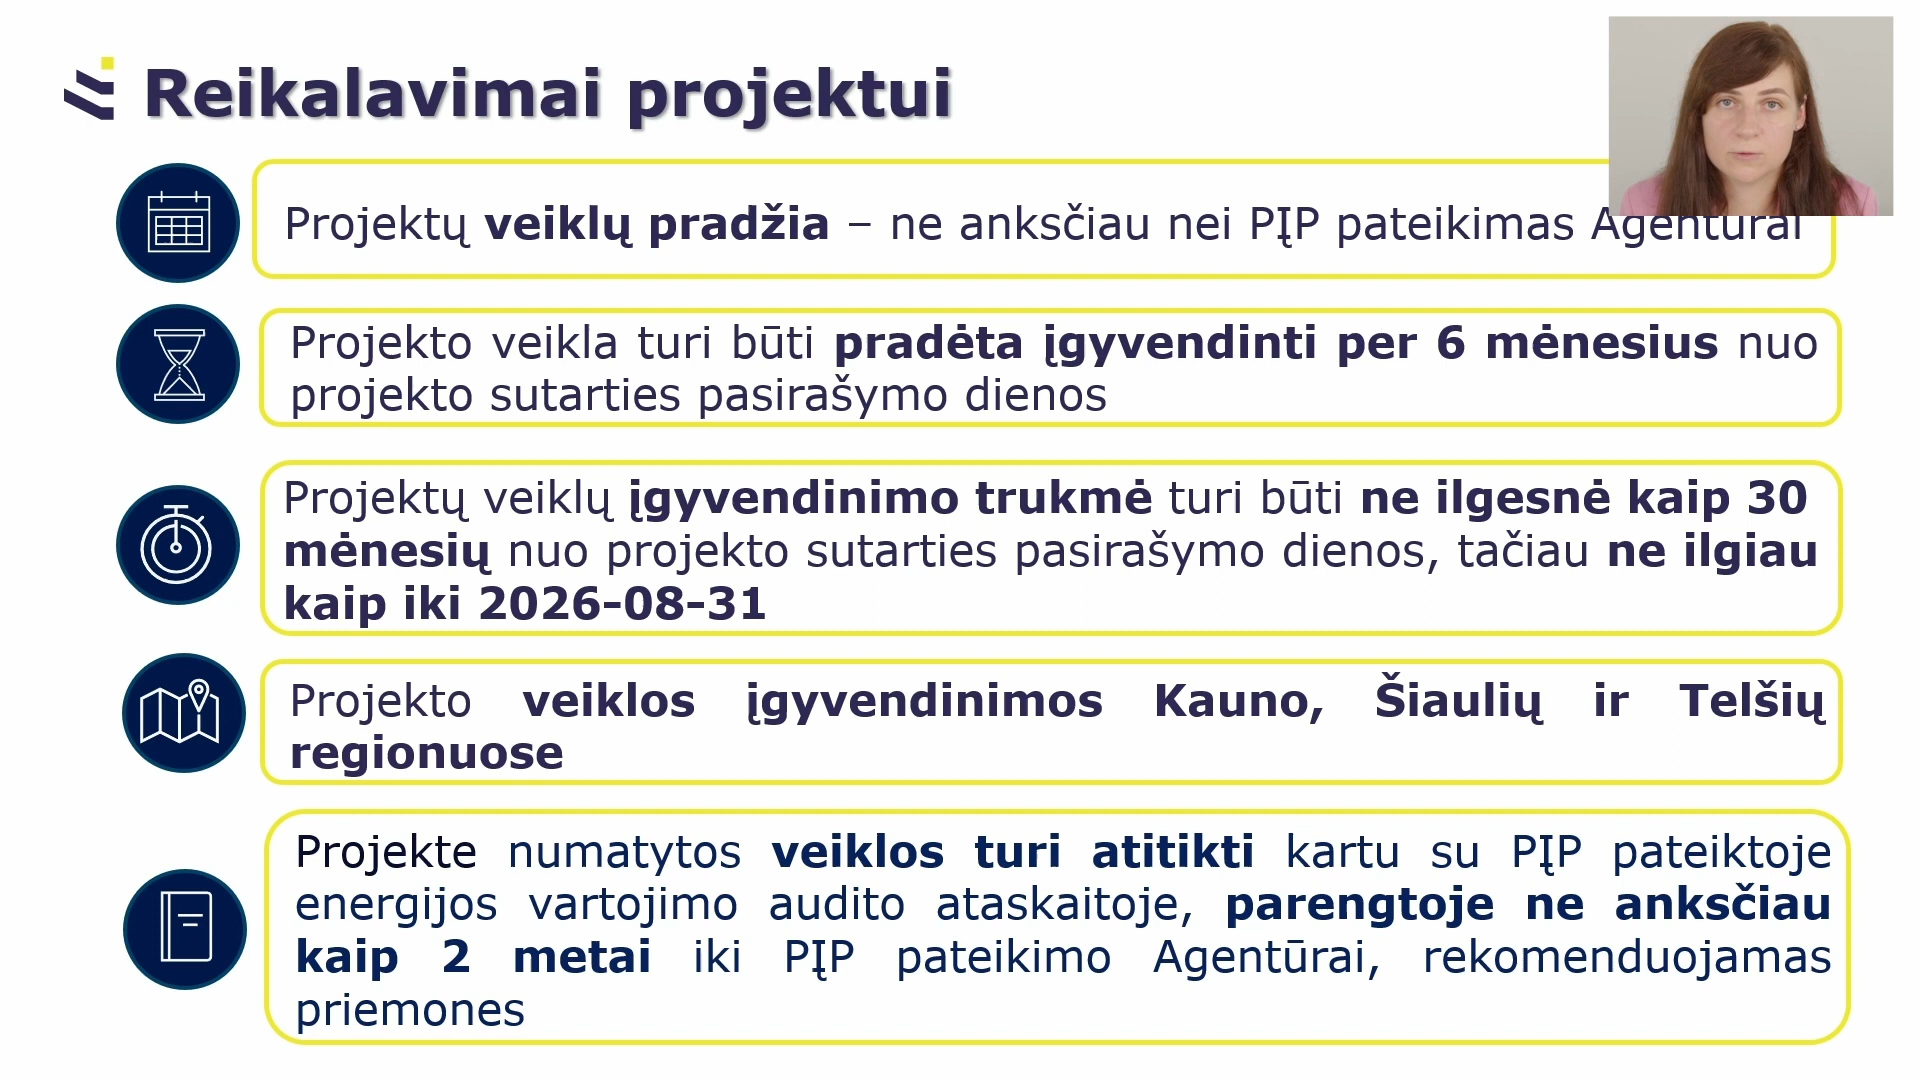 Reikalavimai projektui
Projektų veiklų pradžia – ne anksčiau nei PĮP pateikimas Agentūrai
Projekto veikla turi būti pradėta įgyvendinti per 6 mėnesius nuo
projekto sutarties pasirašymo dienos
Projektų veiklų įgyvendinimo trukmė turi būti ne ilgesnė kaip 30
mėnesių nuo projekto sutarties pasirašymo dienos, tačiau ne ilgiau
kaip iki 2026-08-31
Projekto veiklos įgyvendinimos Kauno, Šiaulių ir Telšių
regionuose
Projekte numatytos veiklos turi atitikti kartu su PĮP pateiktoje
energijos vartojimo audito ataskaitoje, parengtoje ne anksčiau
kaip 2 metai iki PĮP pateikimo Agentūrai, rekomenduojamas
priemones